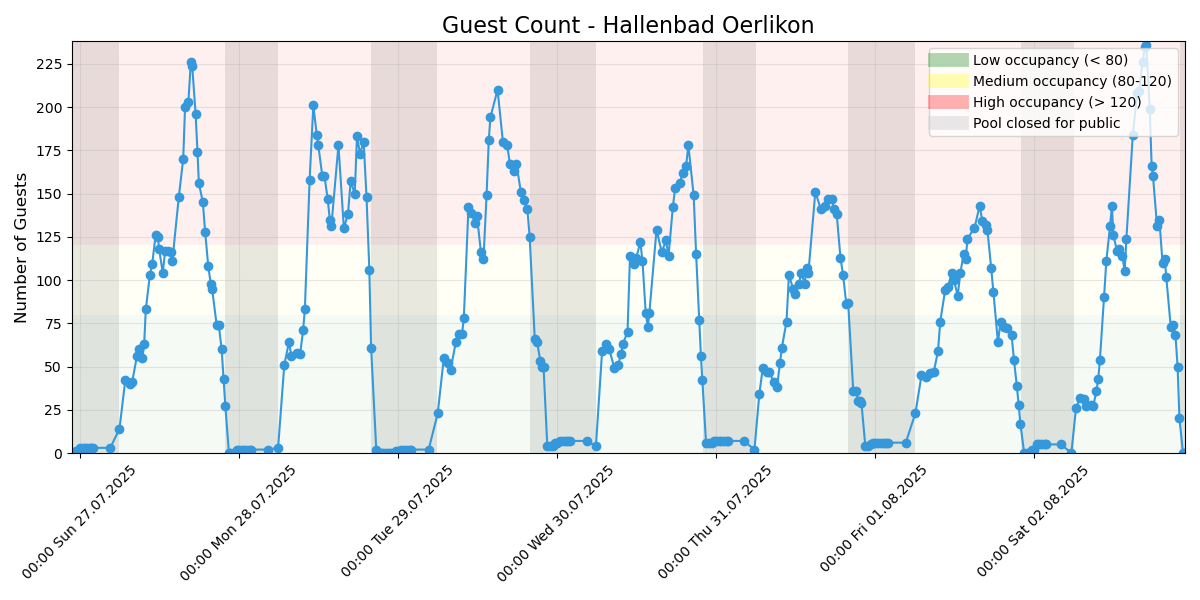 Guest Count - Hallenbad Oerlikon
Number of Guests
225
200
175
150
125
100
75
50
25
0
Low occupancy (< 80)
Medium occupancy (80-120)
High occupancy (> 120)
Pool closed for public
00:00 Sun 27.07.2025
00:00 Mon 28.07.2025
00:00 Tue 29.07.2025
00:00 Wed 30.07.2025
00:00 Thu 31.07.2025
00:00 Fri 01.08.2025
00:00 Sat 02.08.2025